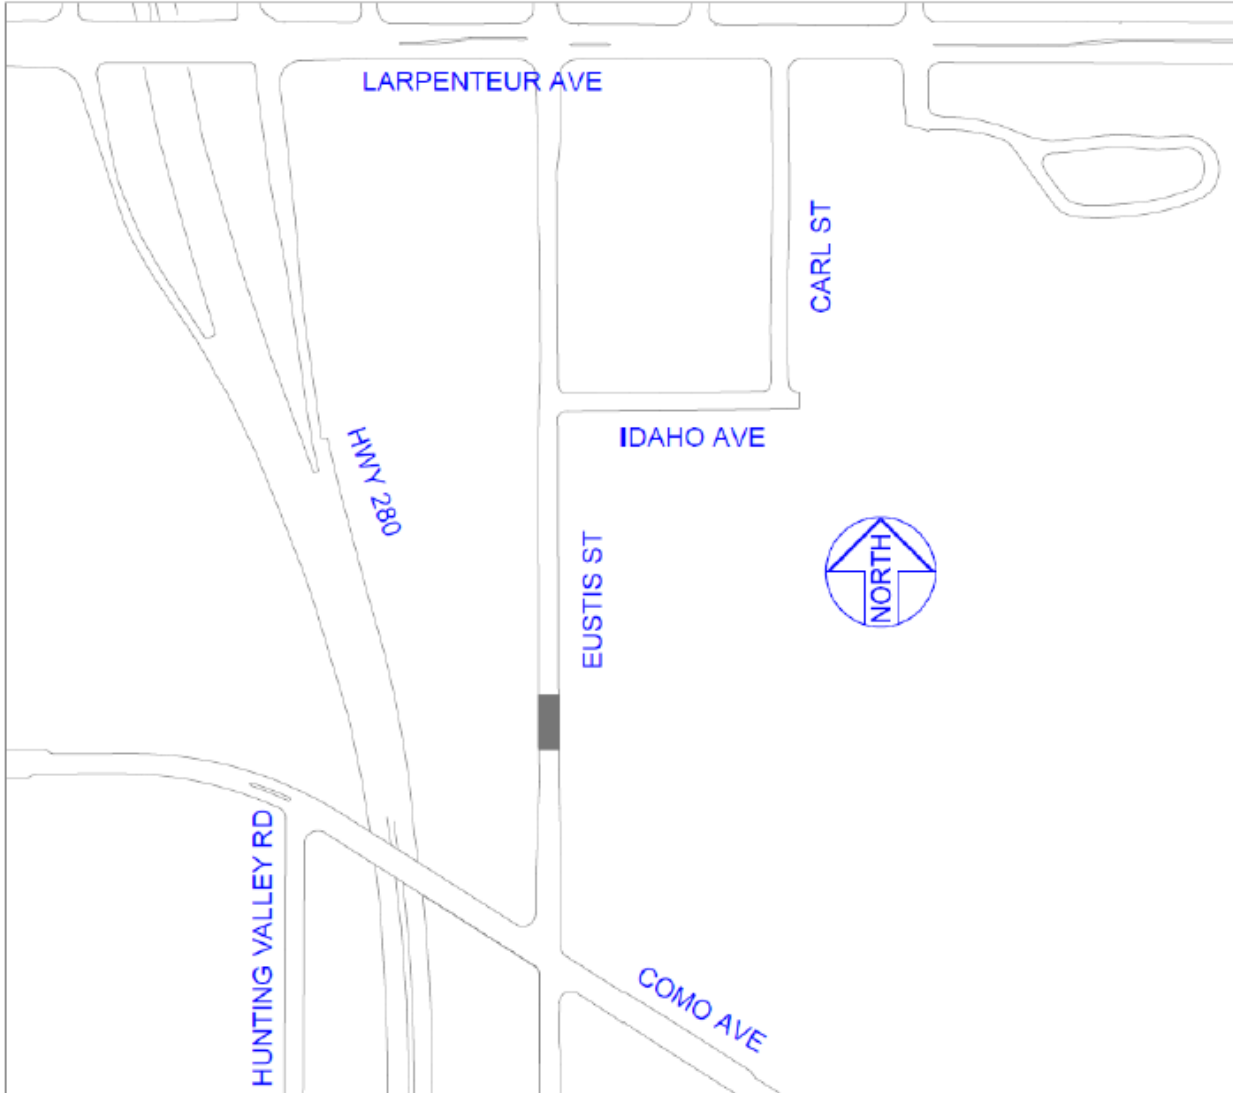 LARPENTEUR AVE
CARL ST
IDAHO AVE
HWY 280
EUSTIS ST
NORTH
HUNTING VALLEY RD
COMO AVE